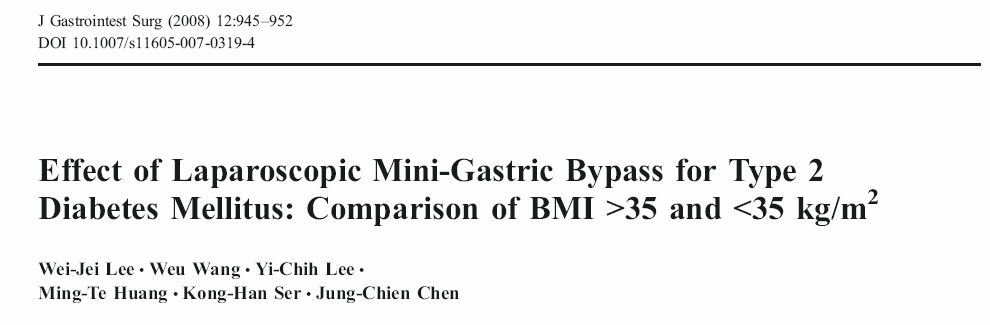 J Gastrointest Surg (2008) 12:945–952
DOI 10.1007/s11605-007-0319-4
Effect of Laparoscopic Mini-Gastric Bypass for Type 2
Diabetes Mellitus: Comparison of BMI >35 and <35 kg/m²
Wei-Jei Lee · Weu Wang · Yi-Chih Lee ·
Ming-Te Huang · Kong-Han Ser · Jung-Chien Chen